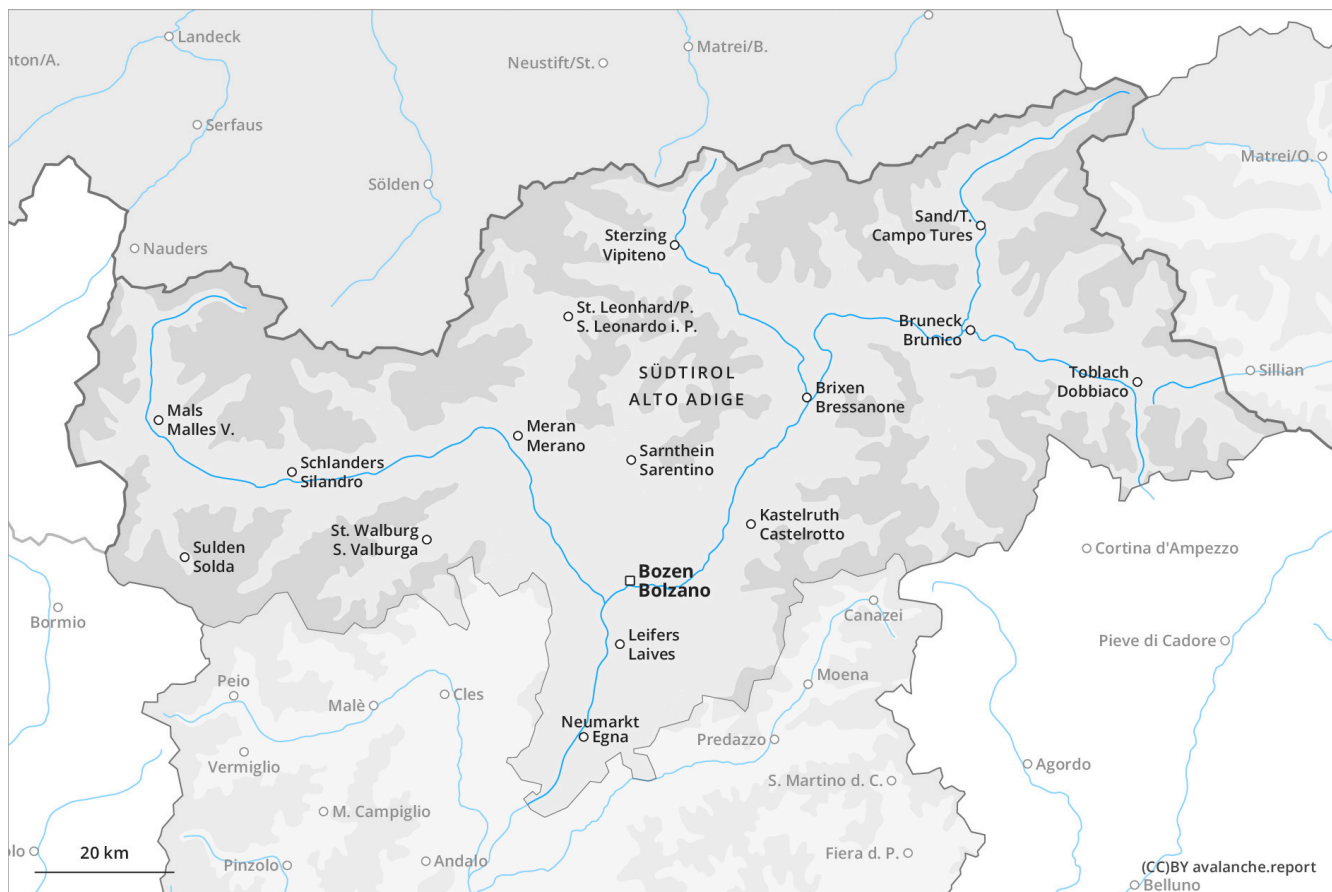 Landeck
nton/A.
Matrei/B.
Neustift/St.
Serfaus
Matrei/O.
Sölden
Sand/T.
Campo Tures
Sterzing
Vipiteno
Nauders
St. Leonhard/P.
S. Leonardo i. P.
Bruneck
Brunico
SÜDTIROL
ALTO ADIGE
Toblach
Dobbiaco
Sillian
Brixen
Bressanone
Mals
Malles V.
Meran
Merano
Sarnthein
Sarentino
Schlanders
Silandro
Kastelruth
Castelrotto
St. Walburg
S. Valburga
Sulden
Solda
Cortina d'Ampezzo
Bozen
Bolzano
Bormio
Canazei
Leifers
Laives
Pieve di Cadore
Peio
Malè
Cles
Moena
Neumarkt
Egna
Predazzo
Vermiglio
Agordo
S. Martino d. C.
M. Campiglio
olo
20 km
Pinzolo
Andalo
Fiera d. P.
(CC)BY avalanche.report
Belluno